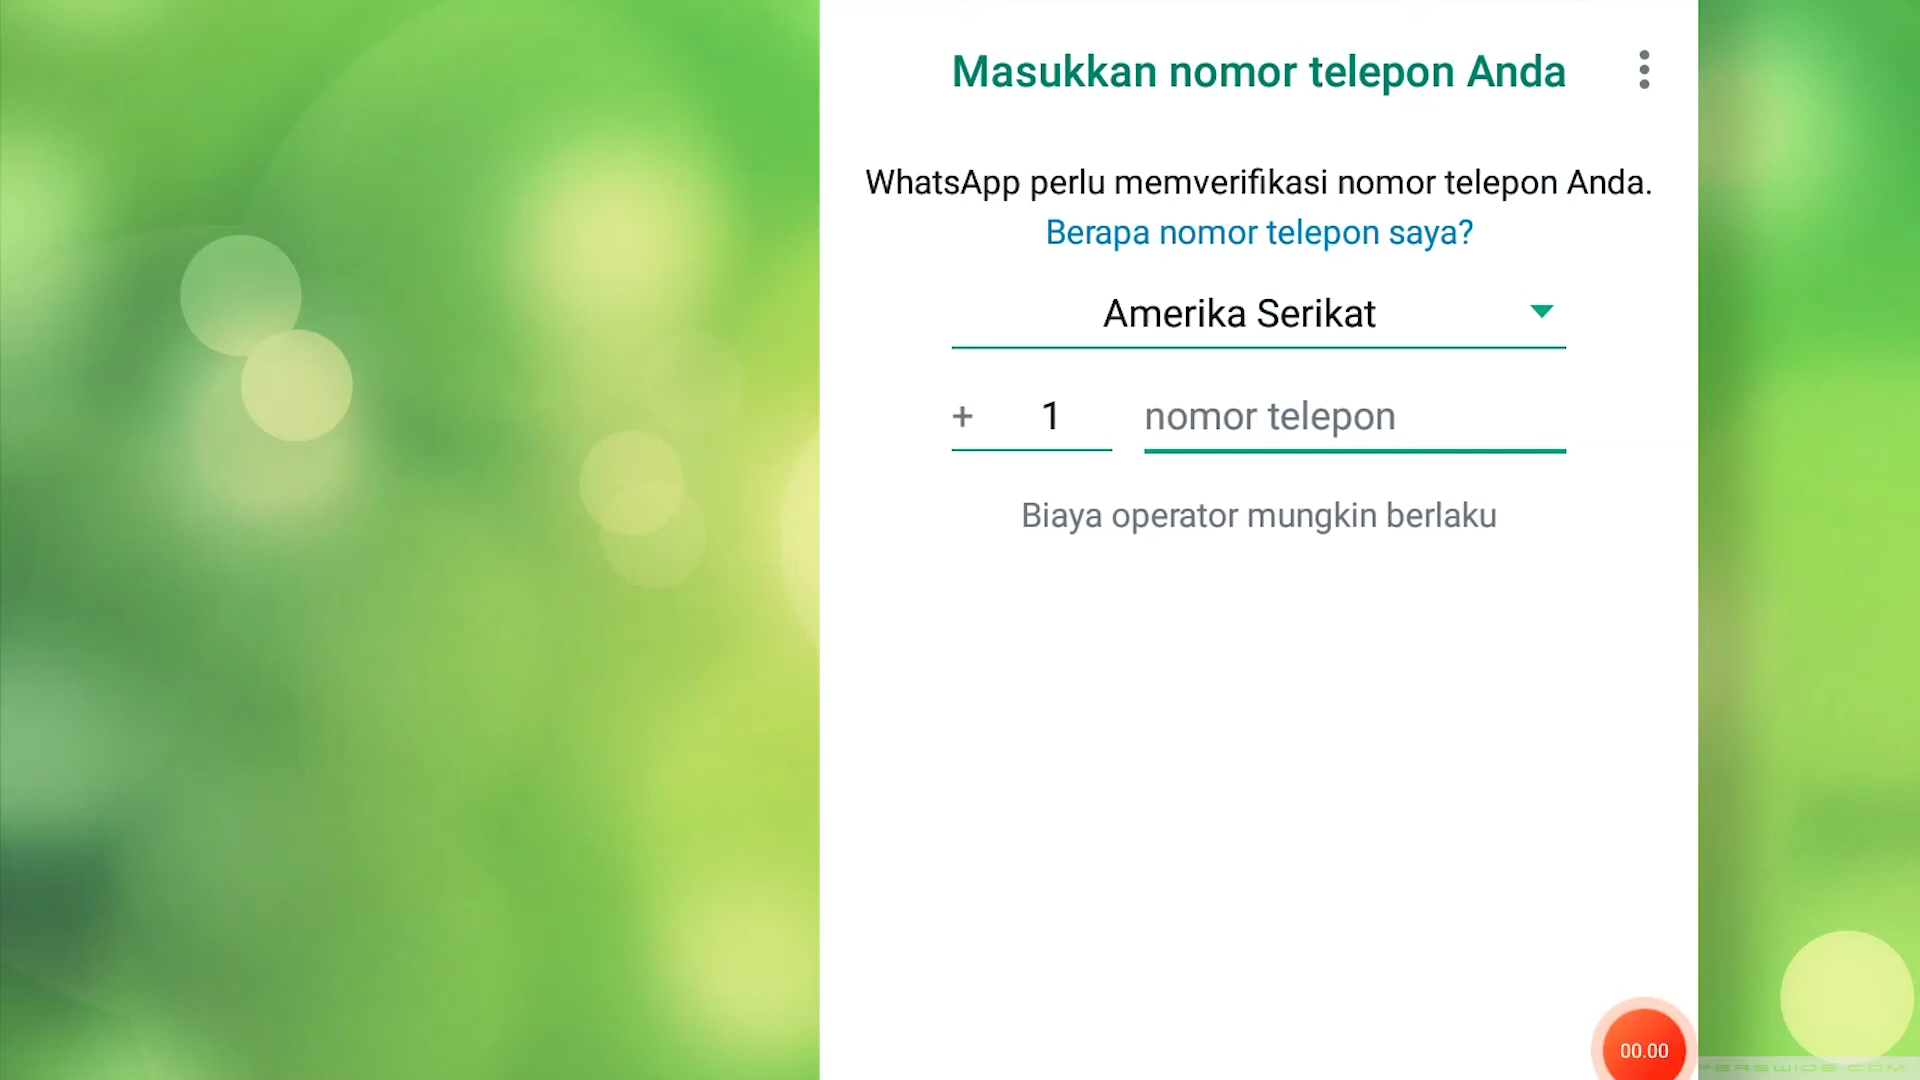 Masukkan nomor telepon Anda
WhatsApp perlu memverifikasi nomor telepon Anda.
Berapa nomor telepon saya?
Amerika Serikat
+ 1 nomor telepon
Biaya operator mungkin berlaku
00.00